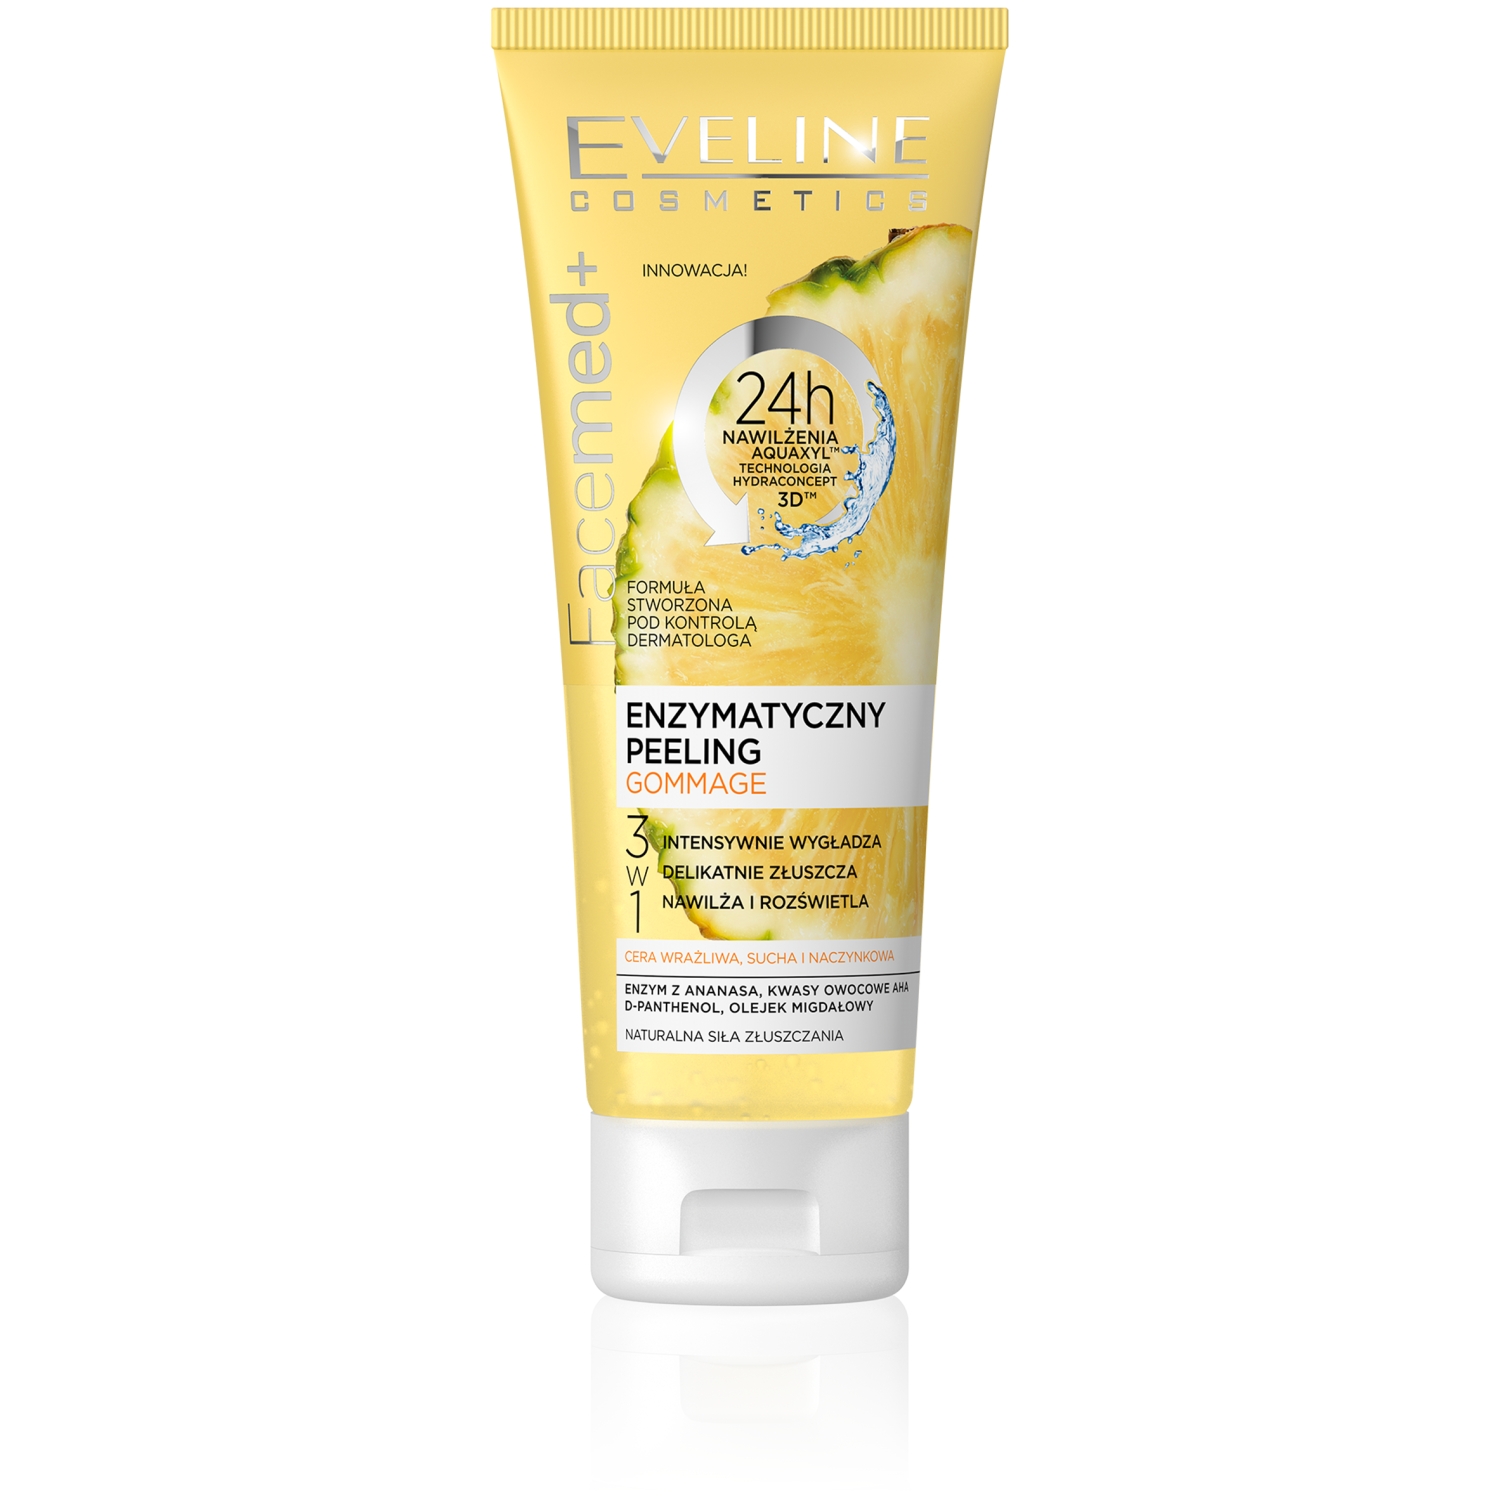 EVELINE
COSMETICS
Facemed+
INNOWACJA!
24h
NAWILŻENIA
AQUAXYL™
TECHNOLOGIA
HYDRACONCEPT
3D™
FORMUŁA
STWORZONA
POD KONTROLĄ
DERMATOLOGA
ENZYMATYCZNY
PEELING
GOMMAGE
3 W 1
INTENSYWNIE WYGŁADZA
DELIKATNIE ZŁUSZCZA
NAWILŻA I ROZŚWIETLA
CERA WRAŻLIWA, SUCHA I NACZYNKOWA
ENZYM Z ANANASA, KWASY OWOCOWE AHA
D-PANTHENOL, OLEJEK MIGDAŁOWY
NATURALNA SIŁA ZŁUSZCZANIA